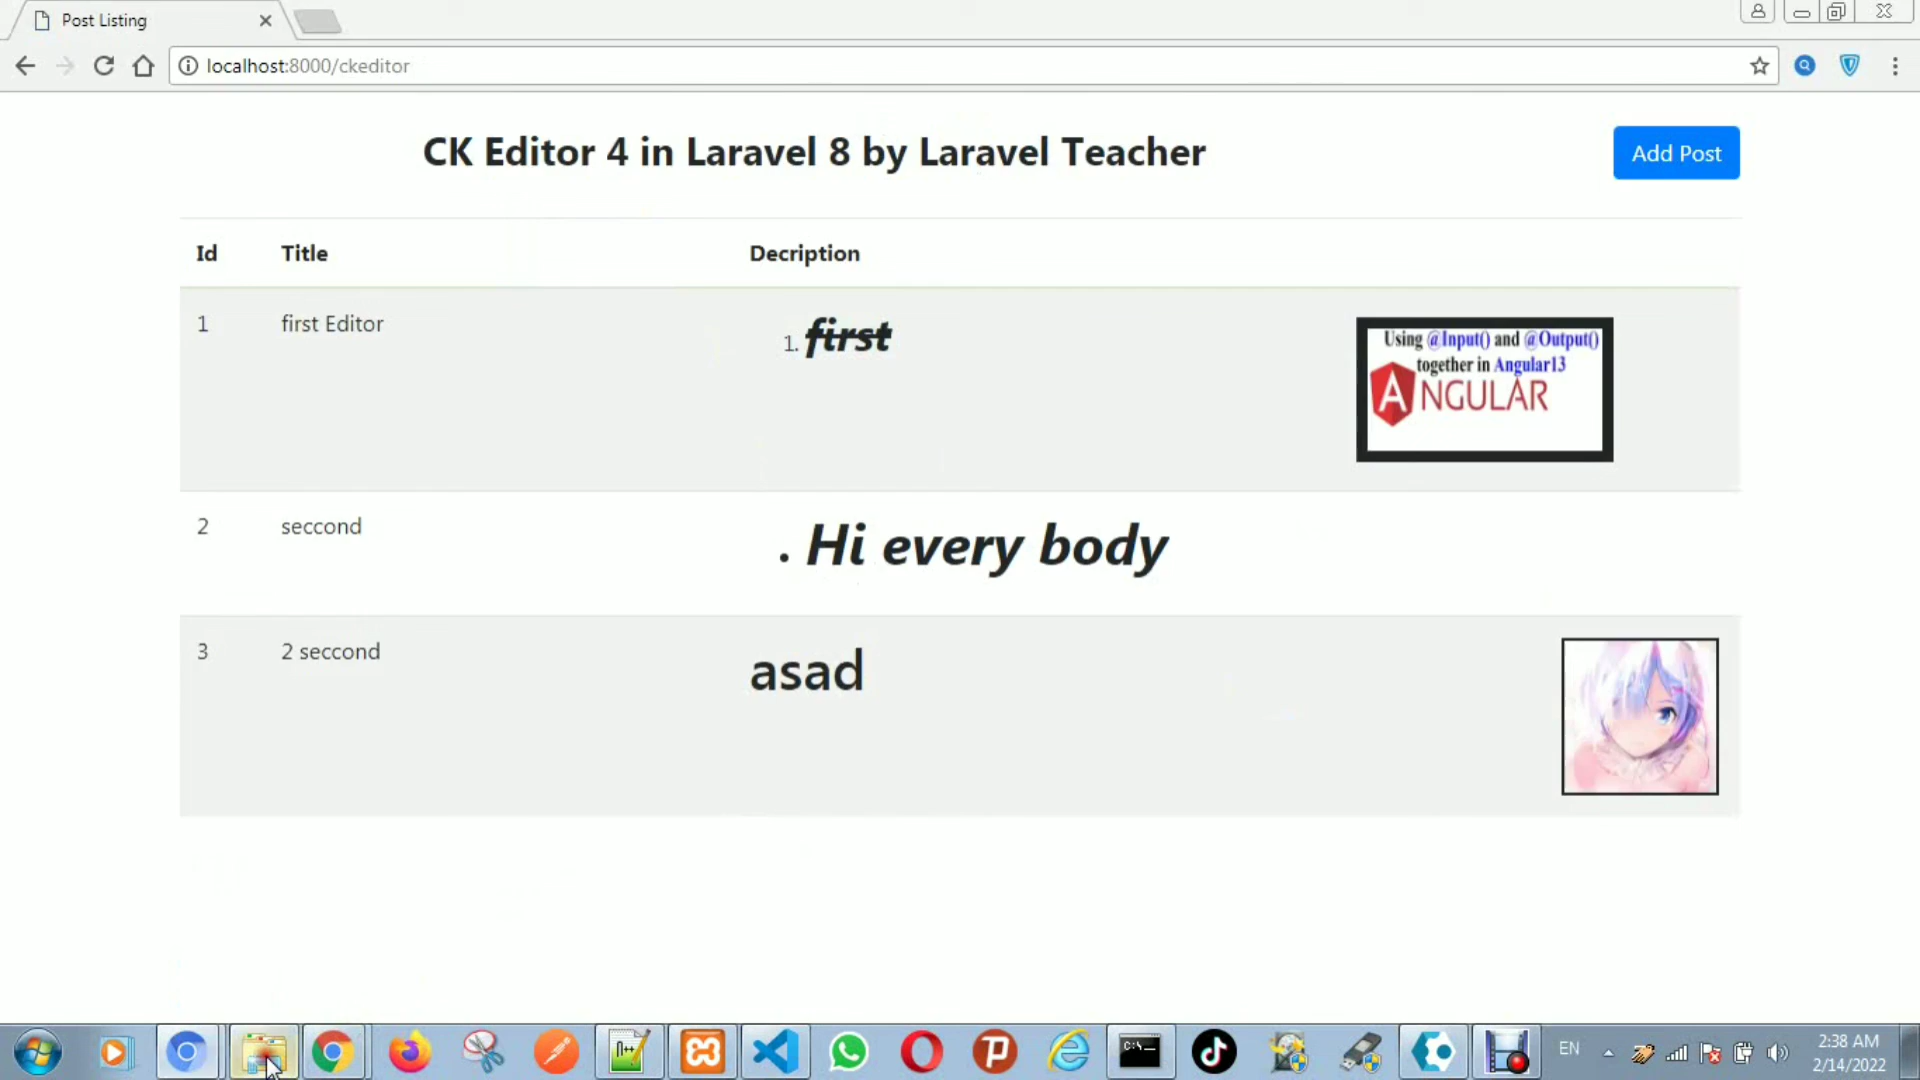 Post Listing
localhost:8000/ckeditor
CK Editor 4 in Laravel 8 by Laravel Teacher
Add Post
Id Title Decription
1 first Editor 1. first
Using @Input() and @Output()
together in Angular13
ANGULAR
2 seccond • Hi every body
3 2 seccond asad
EN
2:38 AM
2/14/2022